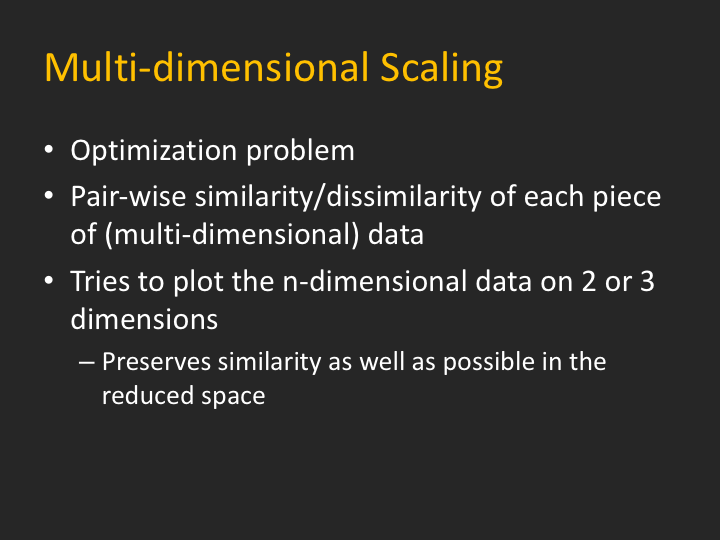 Multi-dimensional Scaling
• Optimization problem
• Pair-wise similarity/dissimilarity of each piece
of (multi-dimensional) data
• Tries to plot the n-dimensional data on 2 or 3
dimensions
– Preserves similarity as well as possible in the
reduced space